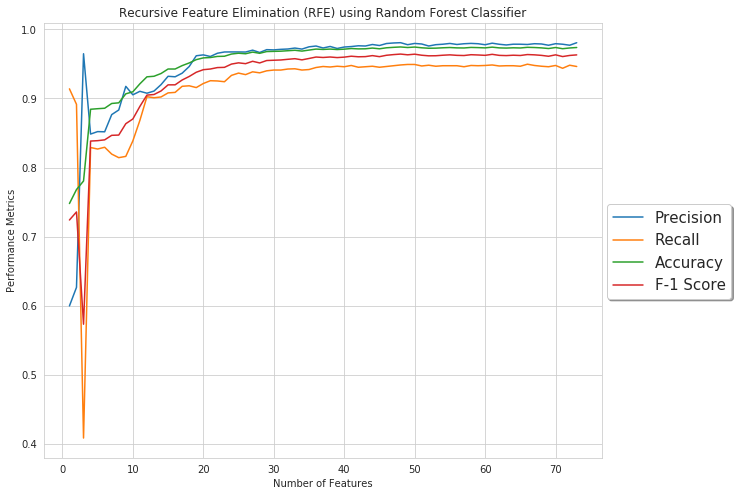 Recursive Feature Elimination (RFE) using Random Forest Classifier
1.0
0.9
0.8
0.7
0.6
0.5
0.4
Performance Metrics
0 10 20 30 40 50 60 70
Number of Features
Precision
Recall
Accuracy
F-1 Score